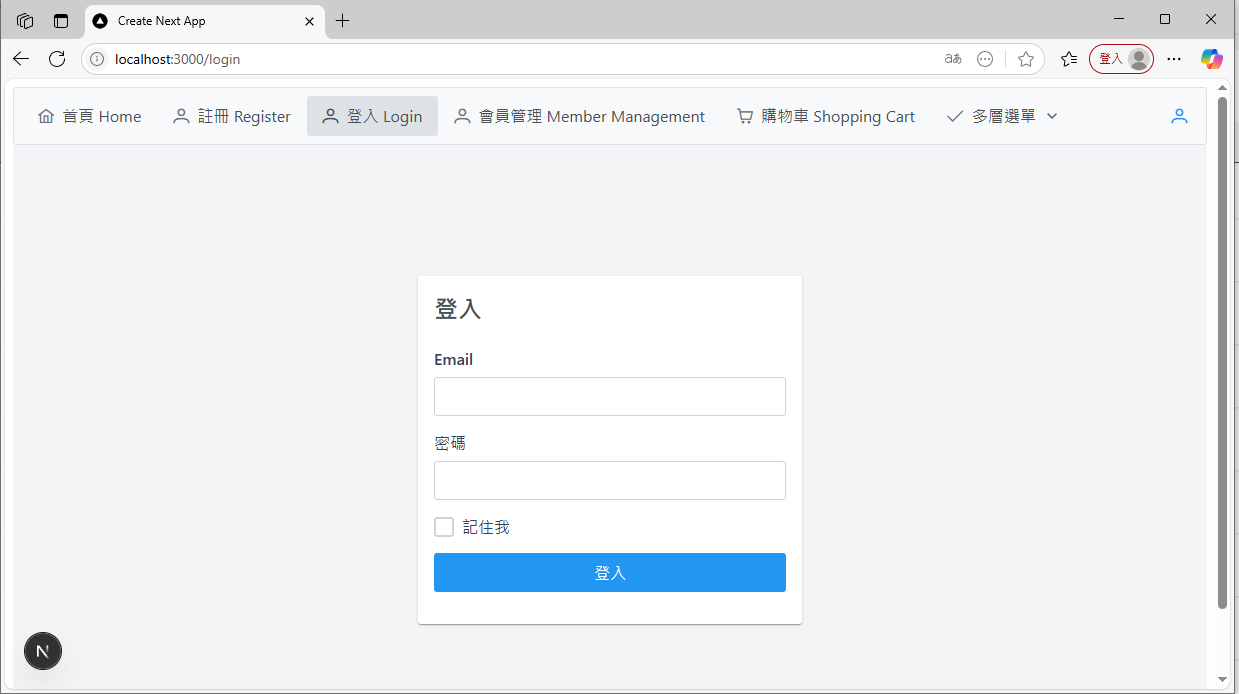 Create Next App
localhost:3000/login
aあ
登入
首頁 Home
註冊 Register
登入 Login
會員管理 Member Management
購物車 Shopping Cart
多層選單
登入
Email
密碼
記住我
登入
N